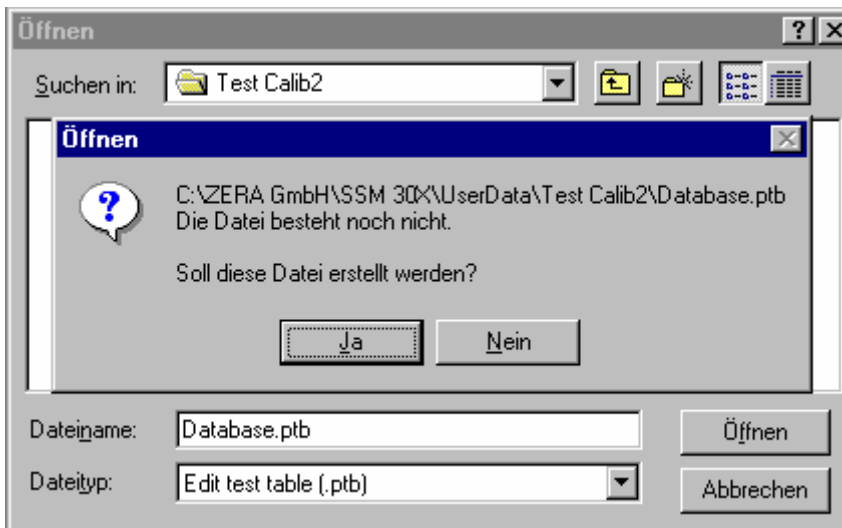 Öffnen
Suchen in: Test Calib2
Öffnen
C:\ZERA GmbH\SSM 30X\UserData\Test Calib2\Database.ptb
Die Datei besteht noch nicht.
Soll diese Datei erstellt werden?
Ja Nein
Dateiname: Database.ptb Öffnen
Dateityp: Edit test table (.ptb) Abbrechen